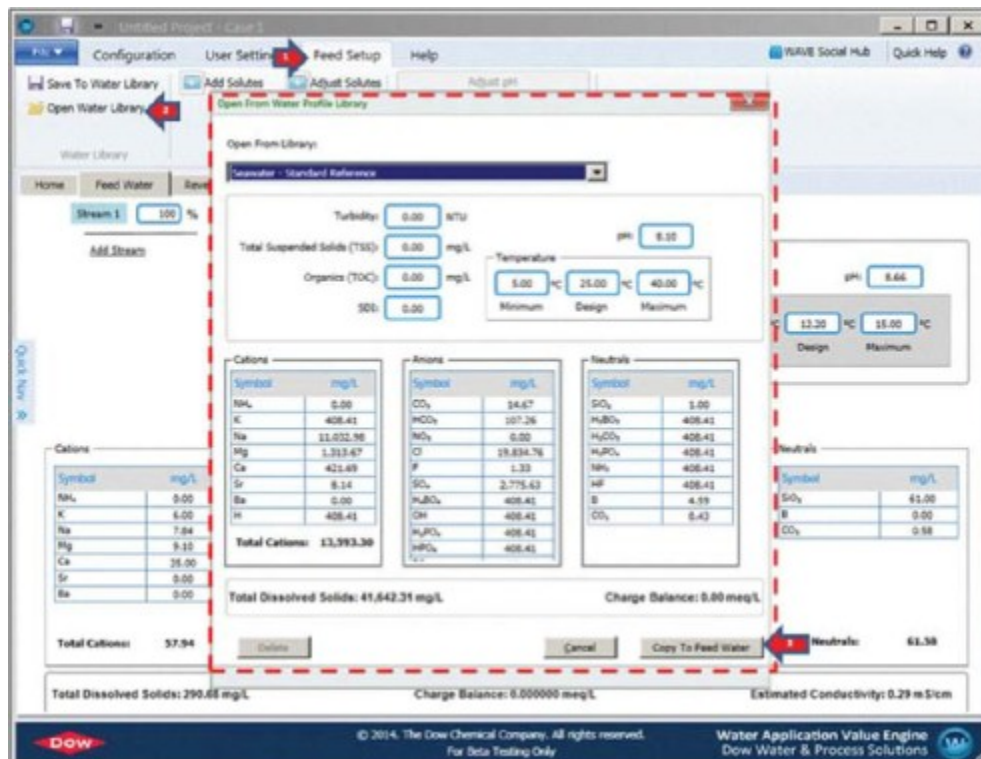 Untitled Project - Case 1
File Configuration User Settin Feed Setup Help WAVE Social Hub Quick Help
1
Save To Water Library Add Solutes Adjust Solutes Adjust pH
Open Water Library 2
Water Library
Open From Water Profile Library
Open From Library:
Seawater - Standard Reference
Home Feed Water Reve
Stream 1 100 %
Add Stream
Turbidity: 0.00 NTU
pH: 8.10
Total Suspended Solids (TSS): 0.00 mg/L
Organics (TOC): 0.00 mg/L
SDI: 0.00
Temperature
5.00 °C 25.00 °C 40.00 °C
Minimum Design Maximum
pH: 8.66
°C 12.20 °C 15.00 °C
Design Maximum
Quick Nav
Cations
Symbol mg/L
NH₄ 0.00
K 408.41
Na 11,032.98
Mg 1,313.67
Ca 421.69
Sr 8.14
Ba 0.00
H 408.41
Total Cations: 13,593.30
Anions
Symbol mg/L
CO₃ 14.67
HCO₃ 107.26
NO₃ 0.00
Cl 19,834.76
F 1.33
SO₄ 2,775.63
H₂BO₃ 408.41
OH 408.41
H₂PO₄ 408.41
HPO₄ 408.41
Neutrals
Symbol mg/L
SiO₂ 1.00
H₃BO₃ 408.41
H₂CO₃ 408.41
H₃PO₄ 408.41
NH₃ 408.41
HF 408.41
B 4.59
CO₂ 0.43
Total Dissolved Solids: 41,642.31 mg/L Charge Balance: 0.00 meq/L
Delete Cancel Copy To Feed Water 3
Cations
Symbol mg/L
NH₄ 0.00
K 6.00
Na 7.84
Mg 9.10
Ca 35.00
Sr 0.00
Ba 0.00
Total Cations: 57.94
Neutrals
Symbol mg/L
SiO₂ 61.00
B 0.00
CO₂ 0.58
Neutrals: 61.58
Total Dissolved Solids: 290.68 mg/L Charge Balance: 0.000000 meq/L Estimated Conductivity: 0.29 mS/cm
Dow
© 2014. The Dow Chemical Company. All rights reserved.
For Beta Testing Only
Water Application Value Engine
Dow Water & Process Solutions